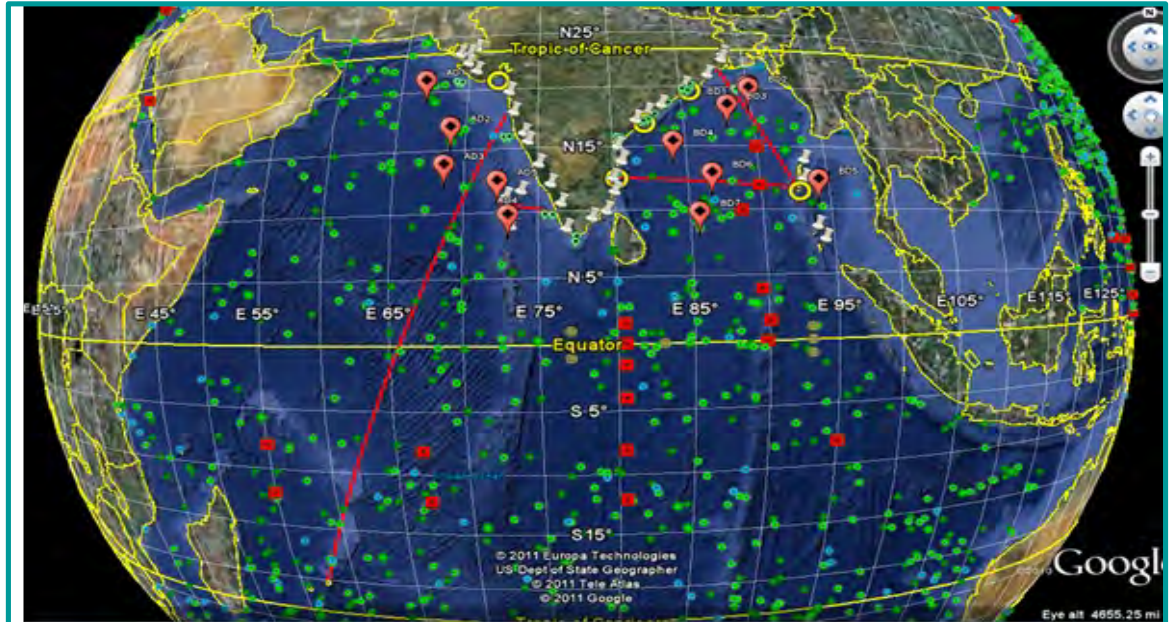 N
N25°
Tropic of Cancer
AD1
BD1
BD3
AD2
BD4
N15°
AD3
BD6
BD5
AD4
BD7
N 5°
E 45°
E 55°
E 65°
E 75°
E 85°
E 95°
E105°
E115°
E125°
Equator
S 5°
S15°
© 2011 Europa Technologies
US Dept of State Geographer
© 2011 Tele Atlas
© 2011 Google
Google
Eye alt 4655.25 mi